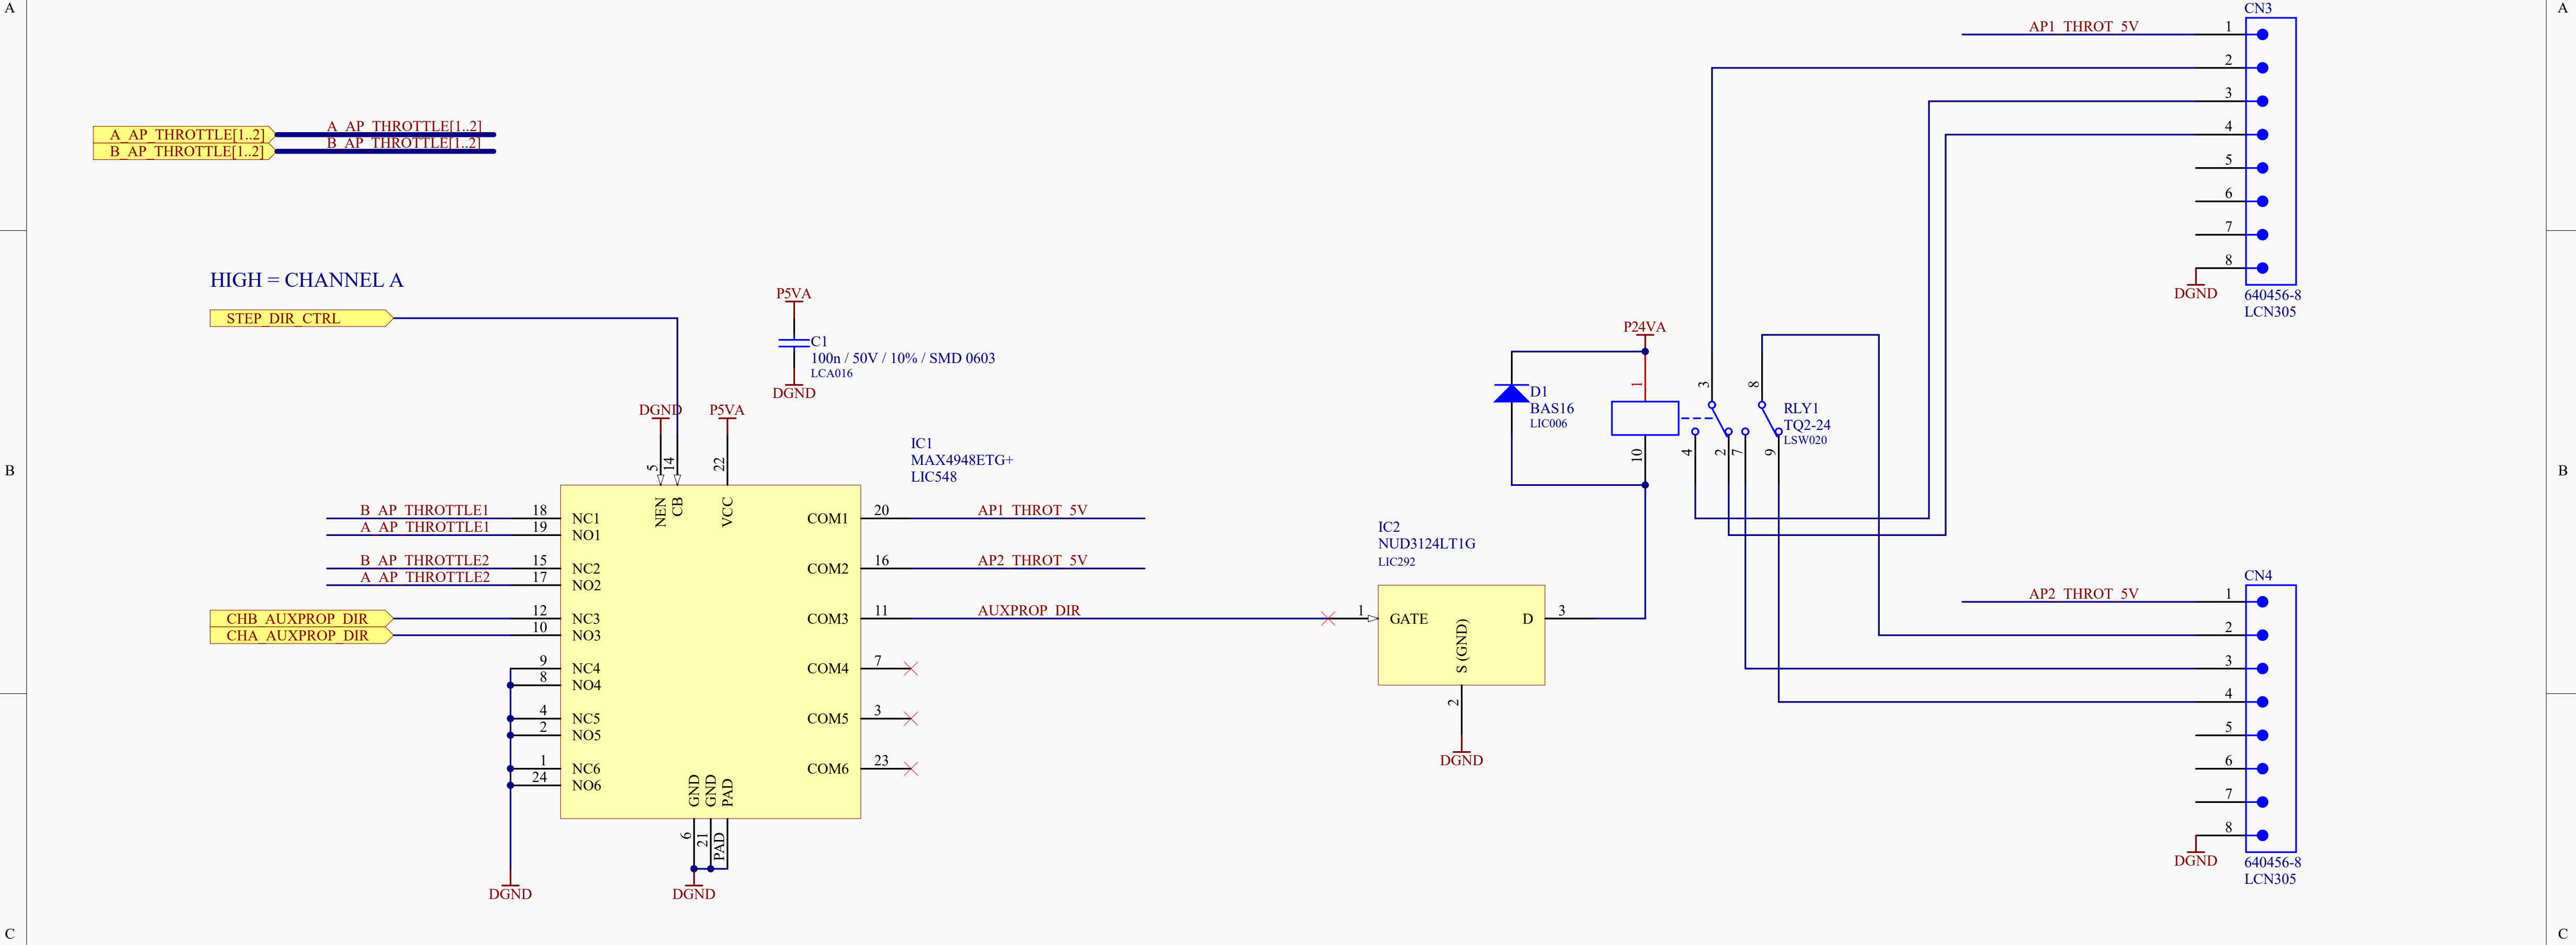 A
A
CN3
AP1_THROT_5V
1
2
3
4
5
6
7
8
DGND
640456-8
LCN305
A_AP_THROTTLE[1..2]
A_AP_THROTTLE[1..2]
B_AP_THROTTLE[1..2]
B_AP_THROTTLE[1..2]
HIGH = CHANNEL A
STEP_DIR_CTRL
P5VA
C1
100n / 50V / 10% / SMD 0603
LCA016
DGND
DGND
P5VA
5
14
22
IC1
MAX4948ETG+
LIC548
NEN
CB
VCC
B_AP_THROTTLE1
18
NC1
A_AP_THROTTLE1
19
NO1
B_AP_THROTTLE2
15
NC2
A_AP_THROTTLE2
17
NO2
CHB_AUXPROP_DIR
12
NC3
CHA_AUXPROP_DIR
10
NO3
9
NC4
8
NO4
4
NC5
2
NO5
1
NC6
24
NO6
COM1
20
AP1_THROT_5V
COM2
16
AP2_THROT_5V
COM3
11
AUXPROP_DIR
COM4
7
COM5
3
COM6
23
GND
GND
PAD
6
21
PAD
DGND
DGND
P24VA
D1
BAS16
LIC006
1
10
3
8
RLY1
TQ2-24
LSW020
4
2
7
9
IC2
NUD3124LT1G
LIC292
1
GATE
S (GND)
D
3
2
DGND
CN4
AP2_THROT_5V
1
2
3
4
5
6
7
8
DGND
640456-8
LCN305
B
B
C
C